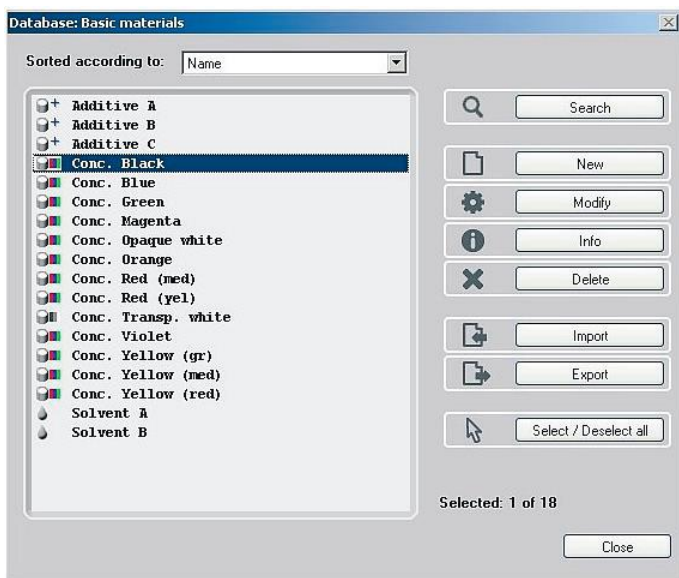 Database: Basic materials
Sorted according to: Name
Additive A
Additive B
Additive C
Conc. Black
Conc. Blue
Conc. Green
Conc. Magenta
Conc. Opaque white
Conc. Orange
Conc. Red (med)
Conc. Red (yel)
Conc. Transp. white
Conc. Violet
Conc. Yellow (gr)
Conc. Yellow (med)
Conc. Yellow (red)
Solvent A
Solvent B
Search
New
Modify
Info
Delete
Import
Export
Select / Deselect all
Selected: 1 of 18
Close